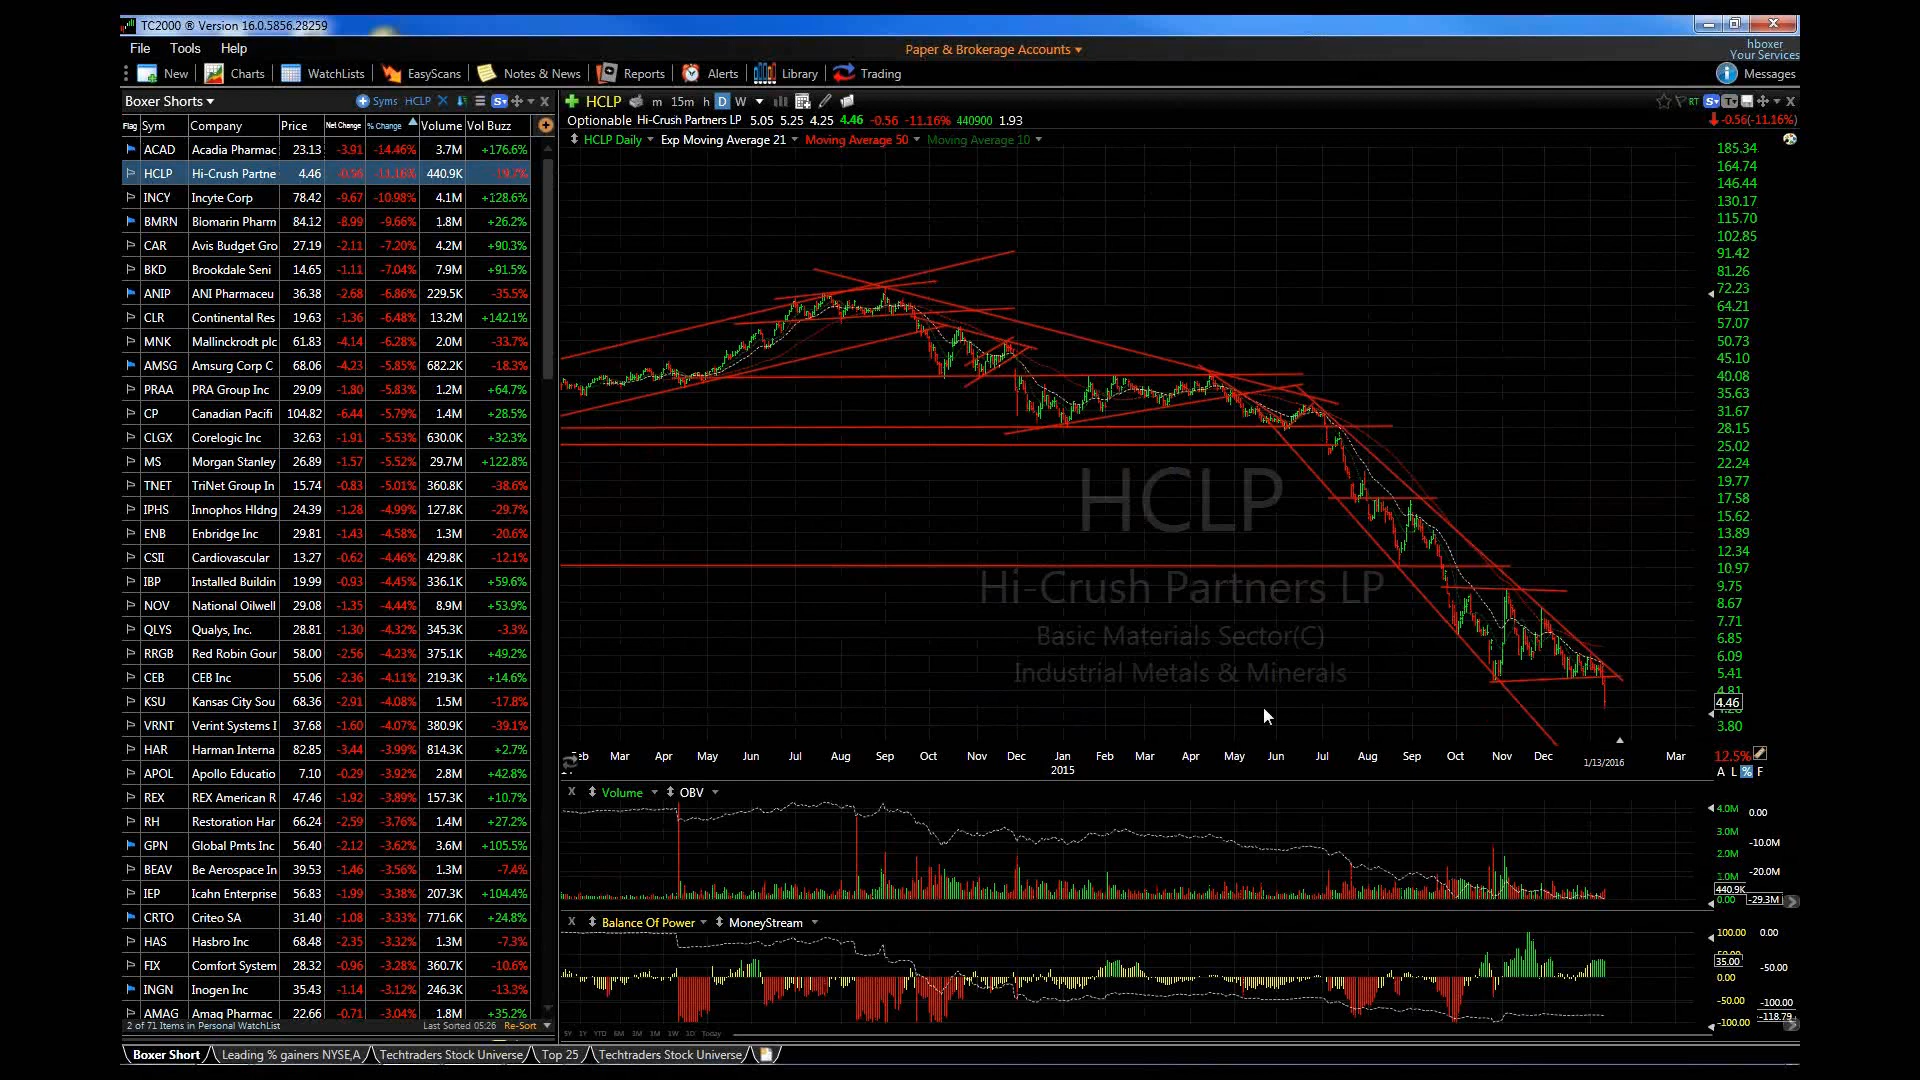 TC2000 ® Version 16.0.5856.28259
File Tools Help
Paper & Brokerage Accounts
hboxer
Your Services
New Charts WatchLists EasyScans Notes & News Reports Alerts Library Trading
Messages
Boxer Shorts Syms HCLP
HCLP m 15m h D W
RT
Optionable Hi-Crush Partners LP 5.05 5.25 4.25 4.46 -0.56 -11.16% 440900 1.93
-0.56(-11.16%)
HCLP Daily Exp Moving Average 21 Moving Average 50 Moving Average 10
Flag Sym Company Price Net Change % Change Volume Vol Buzz
ACAD Acadia Pharmac 23.13 -3.91 -14.46% 3.7M +176.6%
HCLP Hi-Crush Partne 4.46 -0.56 -11.16% 440.9K -19.7%
INCY Incyte Corp 78.42 -9.67 -10.98% 4.1M +128.6%
BMRN Biomarin Pharm 84.12 -8.99 -9.66% 1.8M +26.2%
CAR Avis Budget Gro 27.19 -2.11 -7.20% 4.2M +90.3%
BKD Brookdale Seni 14.65 -1.11 -7.04% 7.9M +91.5%
ANIP ANI Pharmaceu 36.38 -2.68 -6.86% 229.5K -35.5%
CLR Continental Res 19.63 -1.36 -6.48% 13.2M +142.1%
MNK Mallinckrodt plc 61.83 -4.14 -6.28% 2.0M -33.7%
AMSG Amsurg Corp C 68.06 -4.23 -5.85% 682.2K -18.3%
PRAA PRA Group Inc 29.09 -1.80 -5.83% 1.2M +64.7%
CP Canadian Pacifi 104.82 -6.44 -5.79% 1.4M +28.5%
CLGX Corelogic Inc 32.63 -1.91 -5.53% 630.0K +32.3%
MS Morgan Stanley 26.89 -1.57 -5.52% 29.7M +122.8%
TNET TriNet Group In 15.74 -0.83 -5.01% 360.8K -38.6%
IPHS Innophos Hldng 24.39 -1.28 -4.99% 127.8K -29.7%
ENB Enbridge Inc 29.81 -1.43 -4.58% 1.3M -20.6%
CSII Cardiovascular 13.27 -0.62 -4.46% 429.8K -12.1%
IBP Installed Buildin 19.99 -0.93 -4.45% 336.1K +59.6%
NOV National Oilwell 29.08 -1.35 -4.44% 8.9M +53.9%
QLYS Qualys, Inc. 28.81 -1.30 -4.32% 345.3K -3.3%
RRGB Red Robin Gour 58.00 -2.56 -4.23% 375.1K +49.2%
CEB CEB Inc 55.06 -2.36 -4.11% 219.3K +14.6%
KSU Kansas City Sou 68.36 -2.91 -4.08% 1.5M -17.8%
VRNT Verint Systems I 37.68 -1.60 -4.07% 380.9K -39.1%
HAR Harman Interna 82.85 -3.44 -3.99% 814.3K +2.7%
APOL Apollo Educatio 7.10 -0.29 -3.92% 2.8M +42.8%
REX REX American R 47.46 -1.92 -3.89% 157.3K +10.7%
RH Restoration Har 66.24 -2.59 -3.76% 1.4M +27.2%
GPN Global Pmts Inc 56.40 -2.12 -3.62% 3.6M +105.5%
BEAV Be Aerospace In 39.53 -1.46 -3.56% 1.3M -7.4%
IEP Icahn Enterprise 56.83 -1.99 -3.38% 207.3K +104.4%
CRTO Criteo SA 31.40 -1.08 -3.33% 771.6K +24.8%
HAS Hasbro Inc 68.48 -2.35 -3.32% 1.3M -7.3%
FIX Comfort System 28.32 -0.96 -3.28% 360.7K -10.6%
INGN Inogen Inc 35.43 -1.14 -3.12% 246.3K -13.3%
AMAG Amag Pharmac 22.66 -0.71 -3.04% 1.8M +35.2%
2 of 71 Items in Personal WatchList Last Sorted 05:26 Re-Sort
HCLP
Hi-Crush Partners LP
Basic Materials Sector(C)
Industrial Metals & Minerals
185.34
164.74
146.44
130.17
115.70
102.85
91.42
81.26
72.23
64.21
57.07
50.73
45.10
40.08
35.63
31.67
28.15
25.02
22.24
19.77
17.58
15.62
13.89
12.34
10.97
9.75
8.67
7.71
6.85
6.09
5.41
4.81
4.46
3.80
Mar Apr May Jun Jul Aug Sep Oct Nov Dec Jan Feb Mar Apr May Jun Jul Aug Sep Oct Nov Dec Mar
2015 1/13/2016
12.5%
A L % F
X Volume OBV
4.0M 0.00
3.0M -10.0M
2.0M -20.0M
1.0M
440.9K
0.00 -29.3M
X Balance Of Power MoneyStream
100.00 0.00
35.00 -50.00
0.00
-50.00 -100.00
-118.79
-100.00
5Y 1Y YTD 6M 3M 1M 1W 1D Today
Boxer Short Leading % gainers NYSE,A Techtraders Stock Universe Top 25 Techtraders Stock Universe